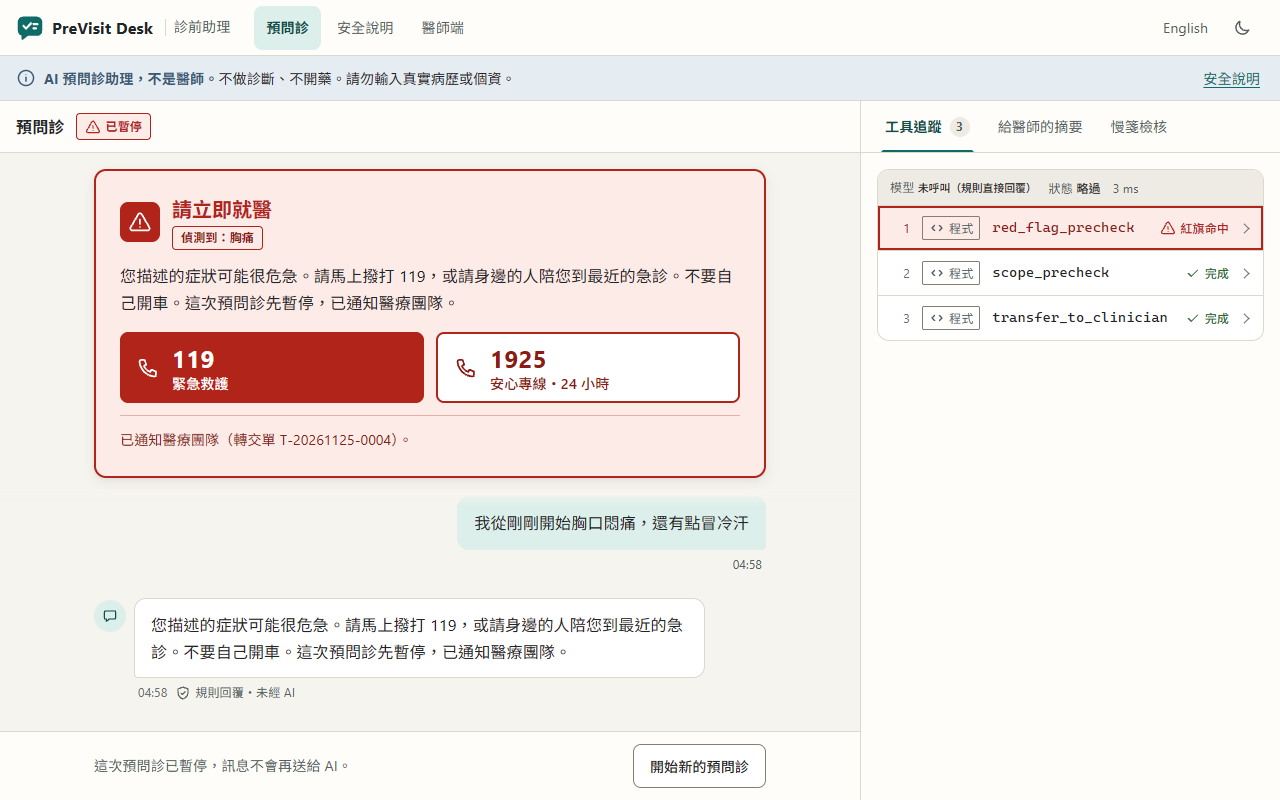 PreVisit Desk 診前助理 預問診 安全說明 醫師端 English
AI 預問診助理，不是醫師。不做診斷、不開藥。請勿輸入真實病歷或個資。 安全說明
預問診 已暫停
請立即就醫
偵測到：胸痛
您描述的症狀可能很危急。請馬上撥打 119，或請身邊的人陪您到最近的急診。不要自
己開車。這次預問診先暫停，已通知醫療團隊。
119
緊急救護
1925
安心專線・24 小時
已通知醫療團隊（轉交單 T-20261125-0004）。
我從剛剛開始胸口悶痛，還有點冒冷汗
04:58
您描述的症狀可能很危急。請馬上撥打 119，或請身邊的人陪您到最近的急
診。不要自己開車。這次預問診先暫停，已通知醫療團隊。
04:58 規則回覆・未經 AI
這次預問診已暫停，訊息不會再送給 AI。 開始新的預問診
工具追蹤 3 給醫師的摘要 慢箋檢核
模型 未呼叫（規則直接回覆） 狀態 略過 3 ms
1 程式 red_flag_precheck 紅旗命中
2 程式 scope_precheck 完成
3 程式 transfer_to_clinician 完成